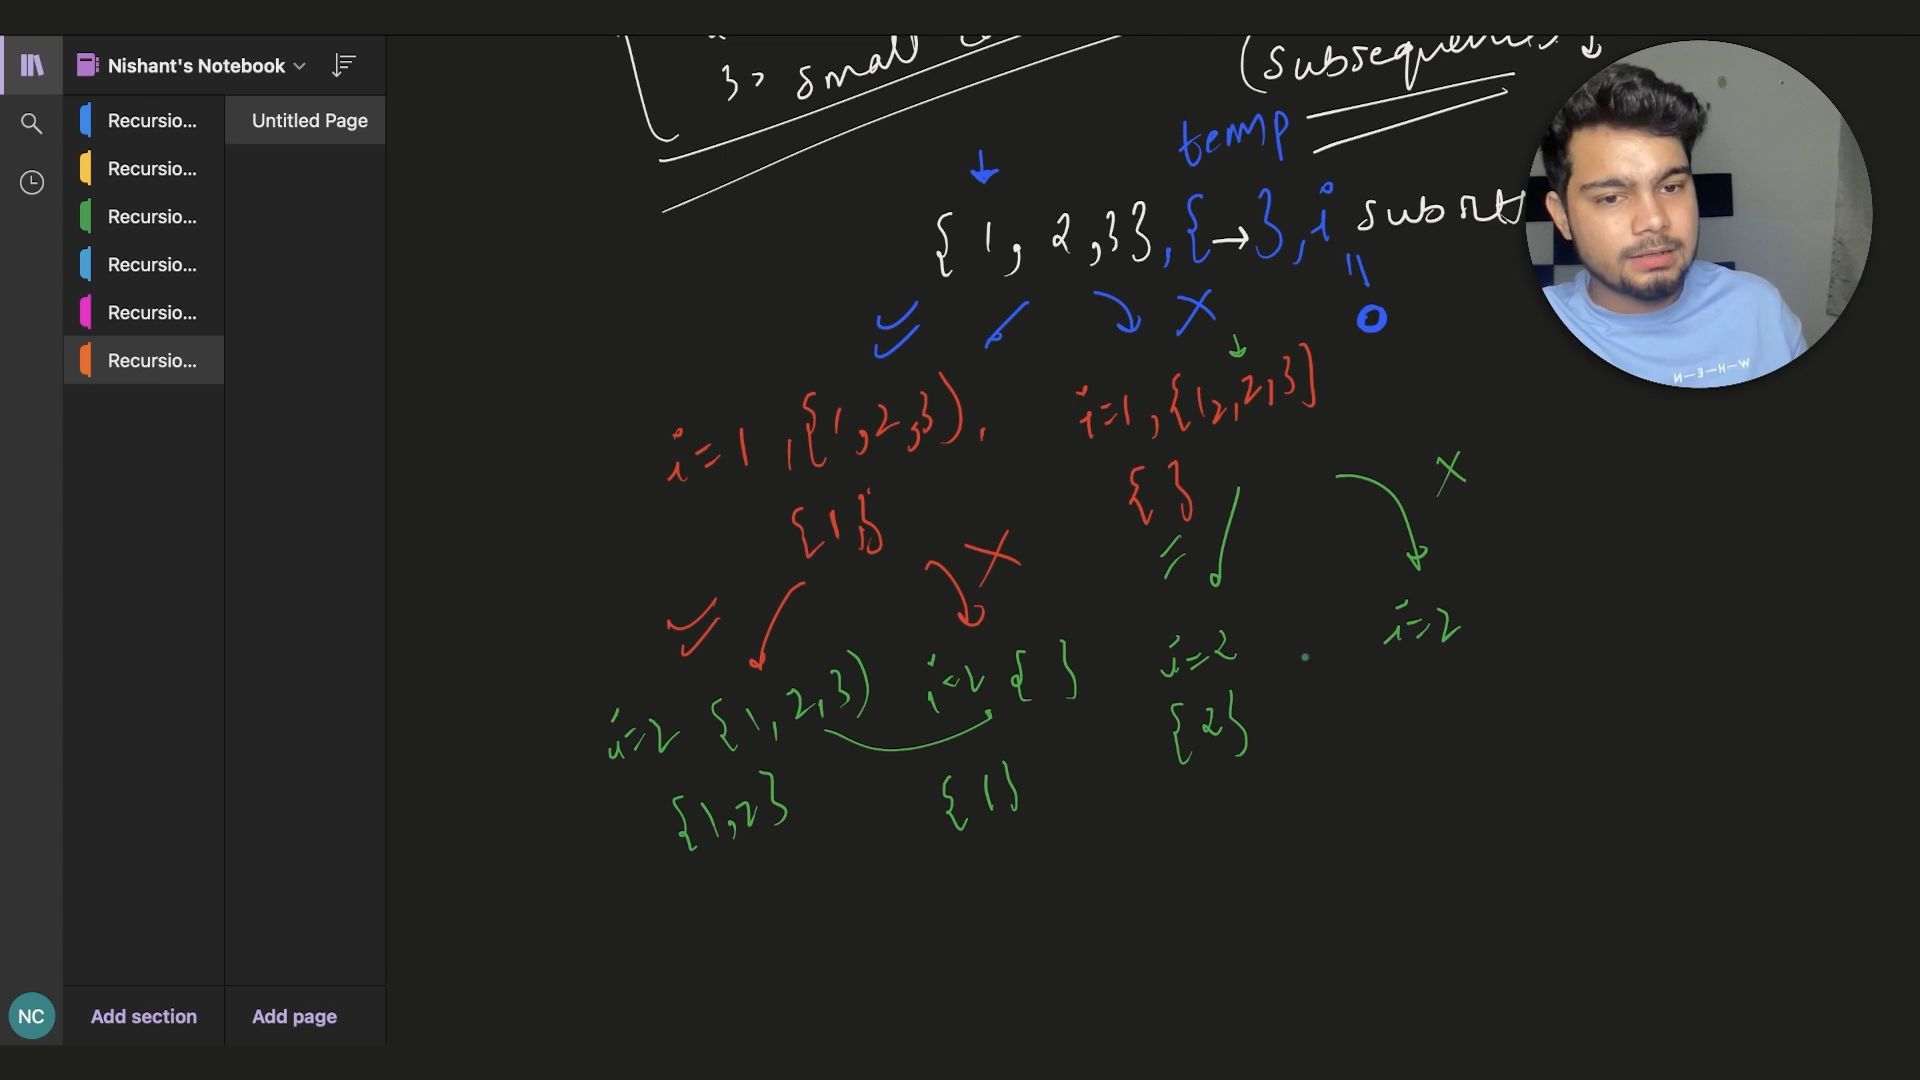 Nishant's Notebook
Recursio...
Recursio...
Recursio...
Recursio...
Recursio...
Recursio...
Untitled Page
Add section
Add page
NC
3> small
(subsequences
temp
{ 1, 2,3} ,{→} ,i
"
0
i=1 ,{1,2,3),
{1}
i=1 ,{1,2,3]
{ }
X
X
X
i=2 {1,2,3)
{1,2}
i=2 { }
{1}
i=2
{2}
i=2
W—H—E—N